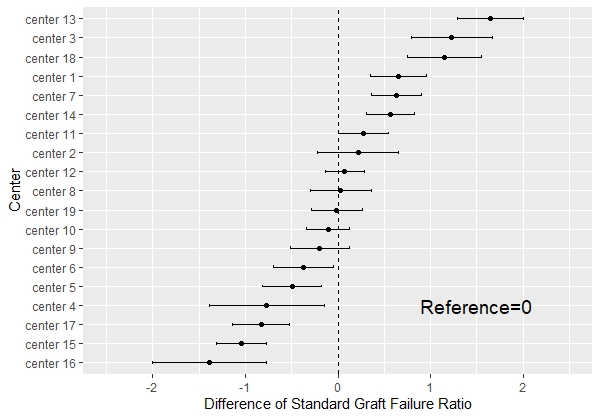 center 13
center 3
center 18
center 1
center 7
center 14
center 11
center 2
center 12
center 8
center 19
center 10
center 9
center 6
center 5
center 4
center 17
center 15
center 16
Center
Reference=0
-2 -1 0 1 2
Difference of Standard Graft Failure Ratio